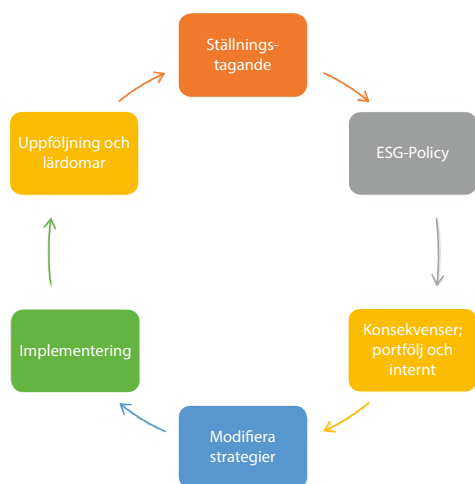 Ställnings-
tagande
ESG-Policy
Konsekvenser;
portfölj och
internt
Modifiera
strategier
Implementering
Uppföljning och
lärdomar